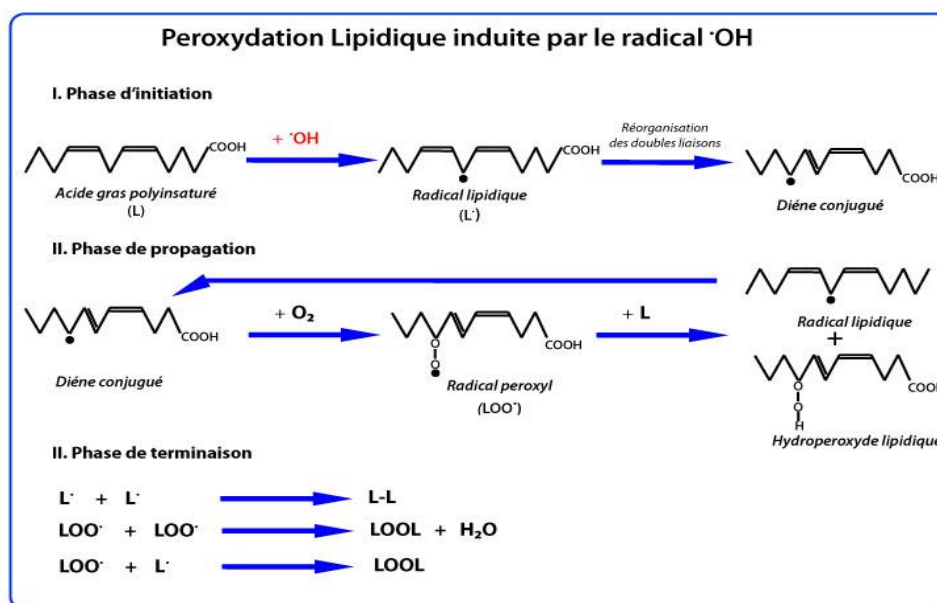 Peroxydation Lipidique induite par le radical ˙OH
I. Phase d'initiation
COOH
+ ˙OH
COOH
Réorganisation
des doubles liaisons
COOH
Acide gras polyinsaturé
(L)
Radical lipidique
(L˙)
Diéne conjugué
II. Phase de propagation
COOH
+ O₂
COOH
O
O
+ L
Radical lipidique
+
COOH
O
O
H
Diéne conjugué
Radical peroxyl
(LOO˙)
Hydroperoxyde lipidique
II. Phase de terminaison
L˙ + L˙ L-L
LOO˙ + LOO˙ LOOL + H₂O
LOO˙ + L˙ LOOL